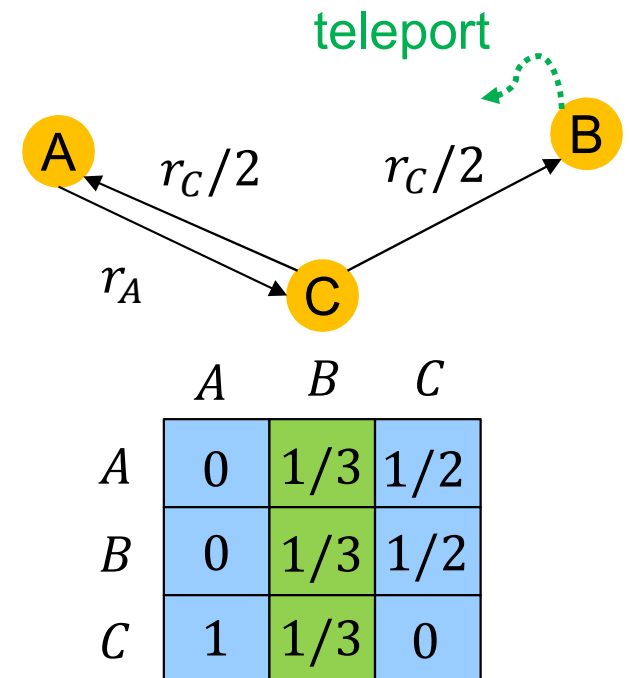 teleport
A r_C/2 r_C/2 B
r_A C
A B C
A 0 1/3 1/2
B 0 1/3 1/2
C 1 1/3 0